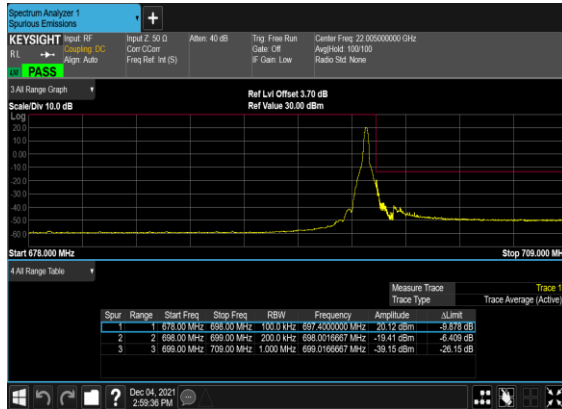 Spectrum Analyzer 1
Spurious Emissions
KEYSIGHT Input: RF Input Z: 50 Ω Atten: 40 dB Trig: Free Run Center Freq: 22.005000000 GHz
RL Coupling: DC Corr CCorr Gate: Off Avg|Hold: 100/100
Align: Auto Freq Ref: Int (S) IF Gain: Low Radio Std: None
PASS
3 All Range Graph
Ref Lvl Offset 3.70 dB
Scale/Div 10.0 dB Ref Value 30.00 dBm
Log
20.0
10.0
0.00
-10.0
-20.0
-30.0
-40.0
-50.0
-60.0
Start 678.000 MHz Stop 709.000 MHz
4 All Range Table
Measure Trace Trace 1
Trace Type Trace Average (Active)
Spur Range Start Freq Stop Freq RBW Frequency Amplitude ΔLimit
1 1 678.00 MHz 698.00 MHz 100.0 kHz 697.4000000 MHz 20.12 dBm -9.878 dB
2 2 698.00 MHz 699.00 MHz 200.0 kHz 698.0016667 MHz -19.41 dBm -6.409 dB
3 3 699.00 MHz 709.00 MHz 1.000 MHz 699.0166667 MHz -39.15 dBm -26.15 dB
Dec 04, 2021
2:59:36 PM